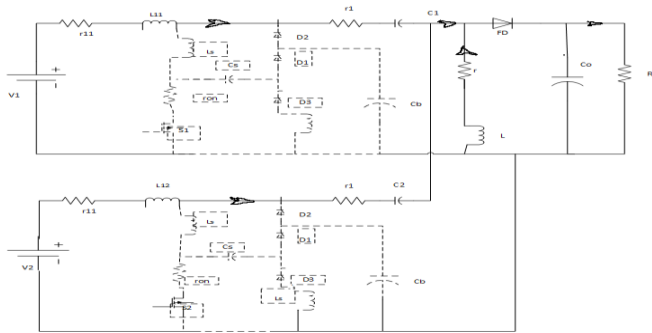 L11
r11
Ls
Cs
ron
S1
V1
+
D2
D1
D3
Cb
r1
C1
FD
r
L
Co
R
L12
r11
Ls
Cs
ron
S2
V2
+
D2
D1
D3
Ls
Cb
r1
C2